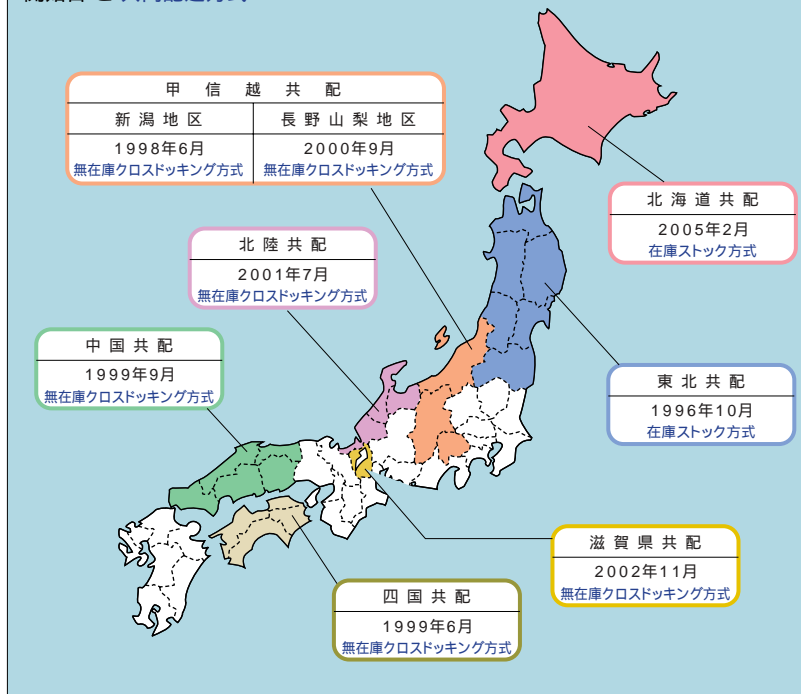 甲信越共配
新潟地区
1998年6月
無在庫クロスドッキング方式
長野山梨地区
2000年9月
無在庫クロスドッキング方式
北海道共配
2005年2月
在庫ストック方式
北陸共配
2001年7月
無在庫クロスドッキング方式
中国共配
1999年9月
無在庫クロスドッキング方式
東北共配
1996年10月
在庫ストック方式
滋賀県共配
2002年11月
無在庫クロスドッキング方式
四国共配
1999年6月
無在庫クロスドッキング方式